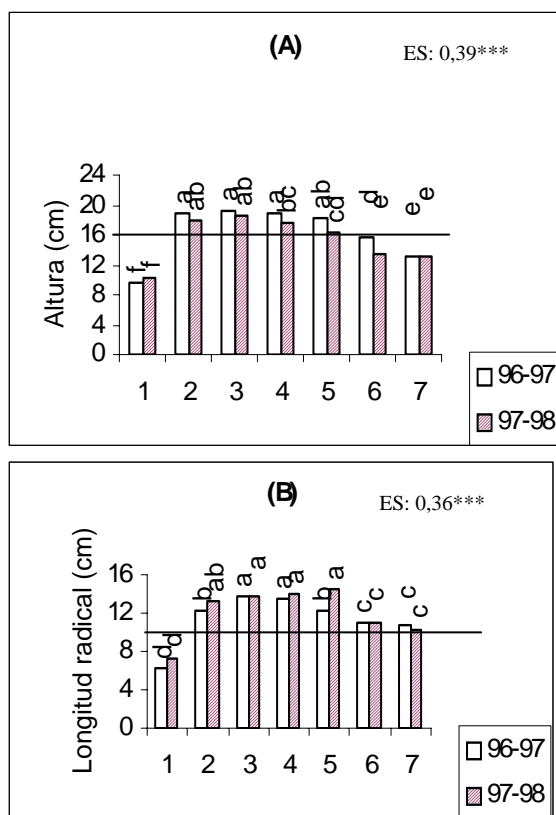 (A)
ES: 0,39***
Altura (cm)
24
20
16
12
8
4
0
f f a ab a ab a bc ab cd d e e e
1 2 3 4 5 6 7
96-97
97-98
(B)
ES: 0,36***
Longitud radical (cm)
16
12
8
4
0
d d b ab a a a a b a c c c c
1 2 3 4 5 6 7
96-97
97-98